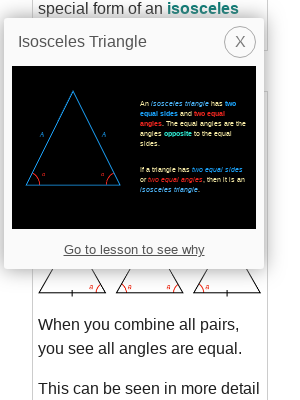 special form of an isosceles
Isosceles Triangle
X
An isosceles triangle has two
equal sides and two equal
angles. The equal angles are the
angles opposite to the equal
sides.
A
A
α
α
If a triangle has two equal sides
or two equal angles, then it is an
isosceles triangle.
Go to lesson to see why
When you combine all pairs,
you see all angles are equal.
This can be seen in more detail